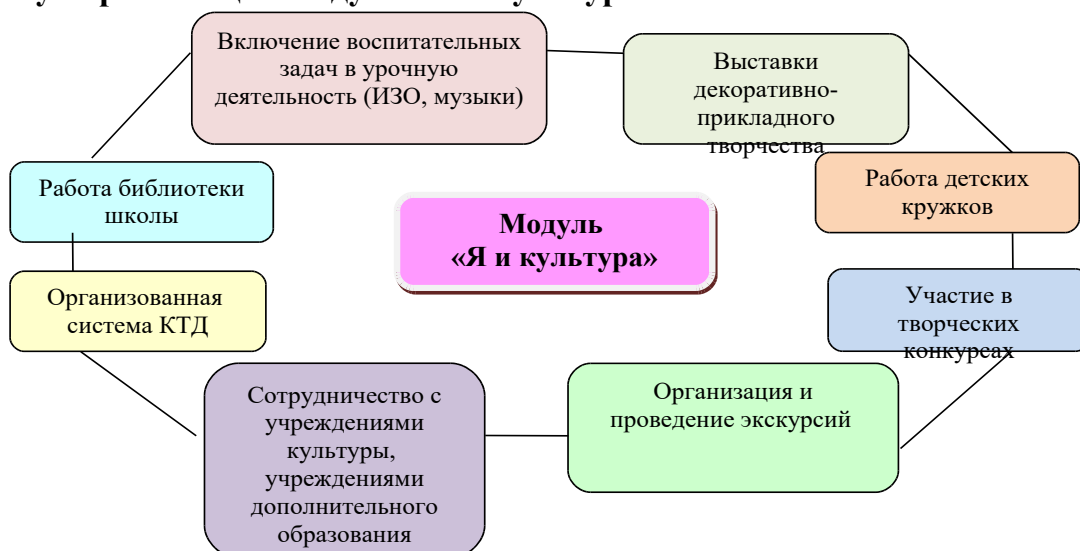 Включение воспитательных
задач в урочную
деятельность (ИЗО, музыки)
Выставки
декоративно-
прикладного
творчества
Работа библиотеки
школы
Модуль
«Я и культура»
Работа детских
кружков
Организованная
система КТД
Участие в
творческих
конкурсах
Сотрудничество с
учреждениями
культуры,
учреждениями
дополнительного
образования
Организация и
проведение экскурсий